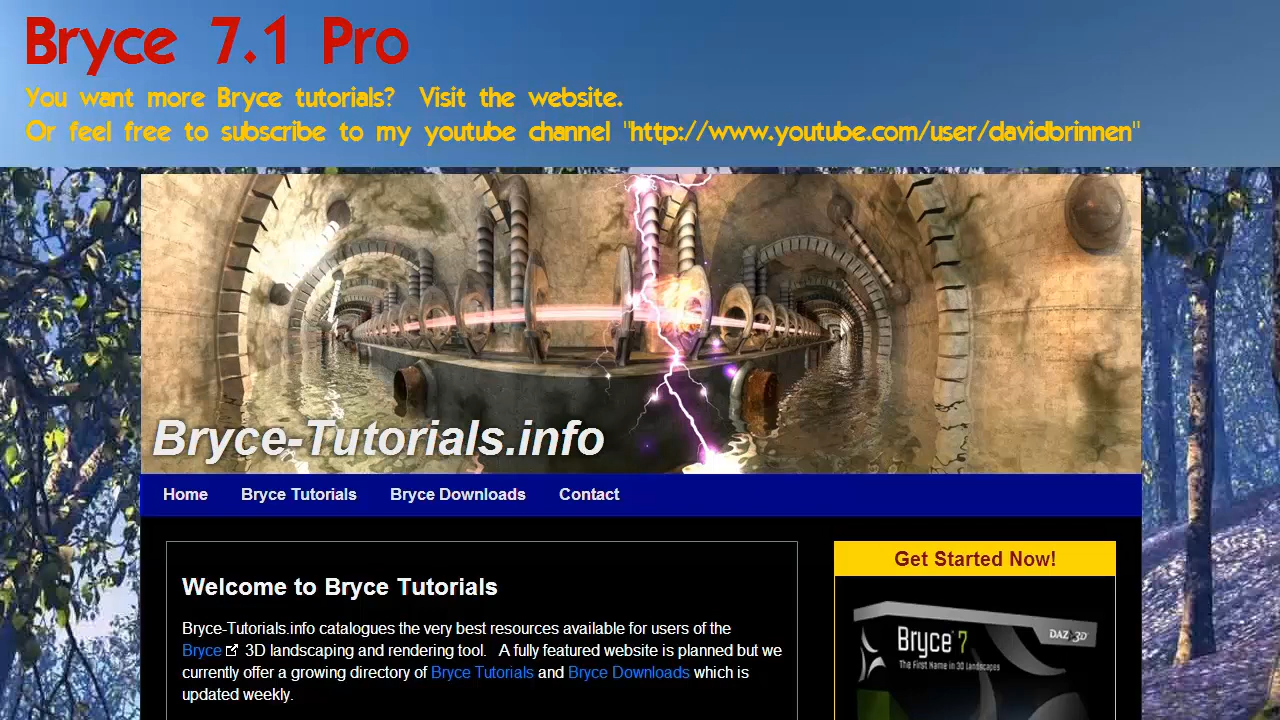 Bryce 7.1 Pro
You want more Bryce tutorials? Visit the website.
Or feel free to subscribe to my youtube channel "http://www.youtube.com/user/davidbrinnen"
Bryce-Tutorials.info
Home Bryce Tutorials Bryce Downloads Contact
Get Started Now!
Welcome to Bryce Tutorials
Bryce-Tutorials.info catalogues the very best resources available for users of the
Bryce 3D landscaping and rendering tool. A fully featured website is planned but we
currently offer a growing directory of Bryce Tutorials and Bryce Downloads which is
updated weekly.
Bryce 7
DAZ 3D
The First Name in 3D Landscapes